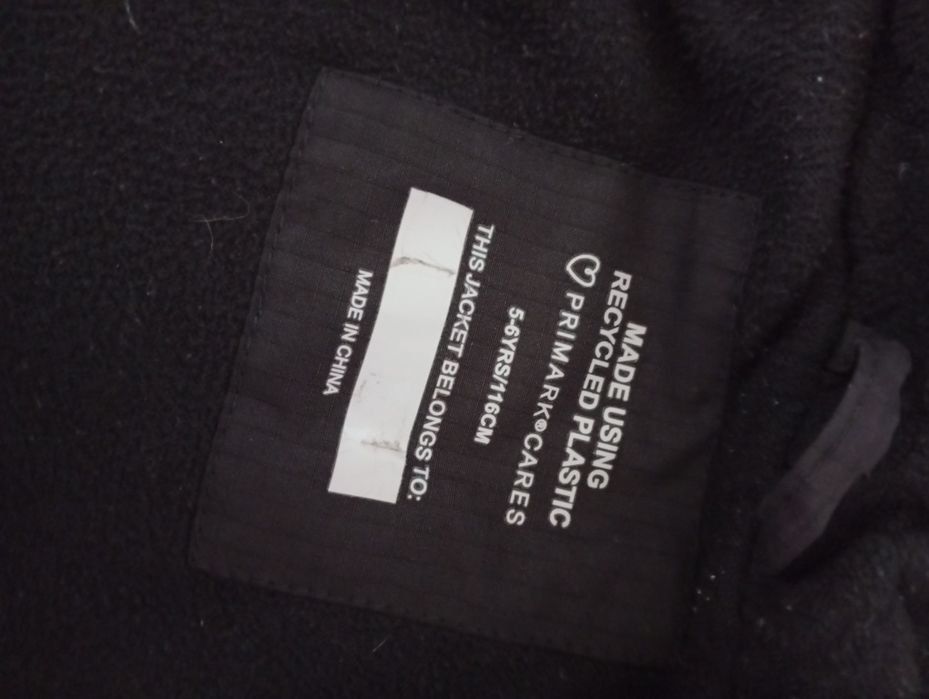 MADE USING
RECYCLED PLASTIC
PRIMARK®CARES
5-6YRS/116CM
THIS JACKET BELONGS TO:
MADE IN CHINA